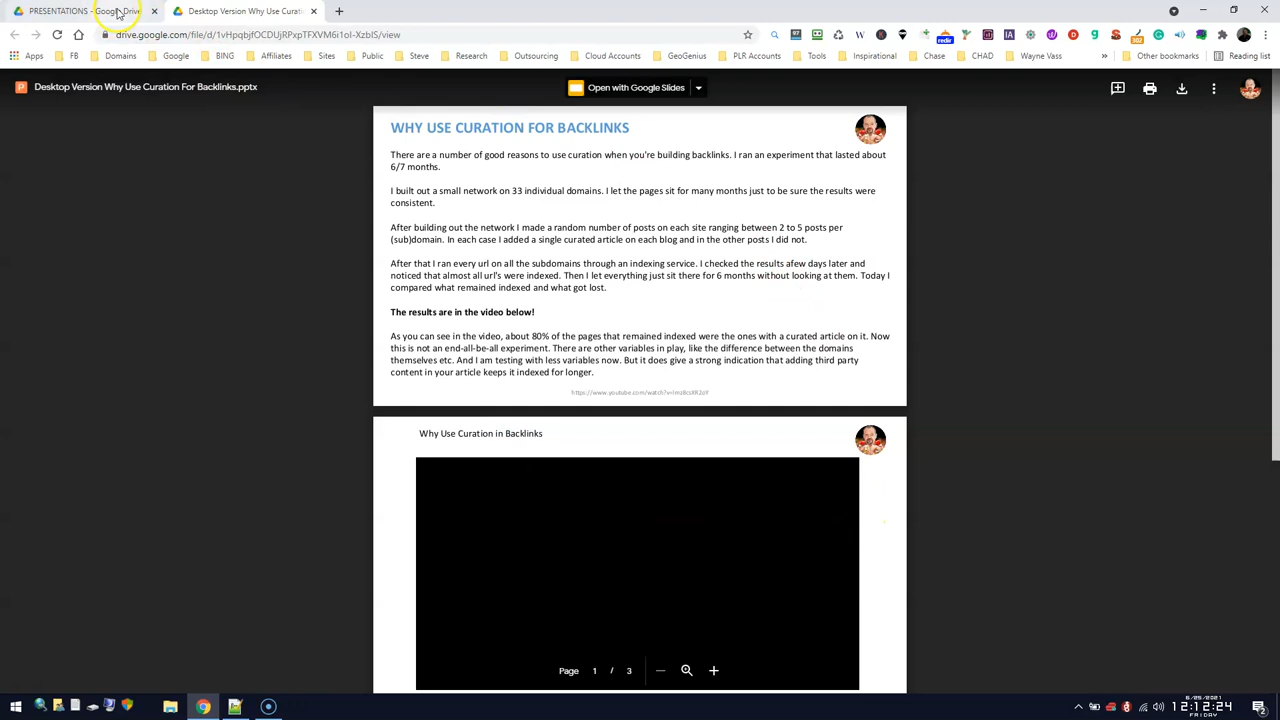 PRESENTATIONS - Google Drive
Desktop Version Why Use Curati
drive.google.com/file/d/1vHpqbjfOCDUjRPxpTFXVM6i1oI-XzbIS/view
97
redir
302
Apps FB Domains Google BING Affiliates Sites Public Steve Research Outsourcing Cloud Accounts GeoGenius PLR Accounts Tools Inspirational Chase CHAD Wayne Vass » Other bookmarks Reading list
P Desktop Version Why Use Curation For Backlinks.pptx
Open with Google Slides
WHY USE CURATION FOR BACKLINKS
There are a number of good reasons to use curation when you're building backlinks. I ran an experiment that lasted about
6/7 months.
I built out a small network on 33 individual domains. I let the pages sit for many months just to be sure the results were
consistent.
After building out the network I made a random number of posts on each site ranging between 2 to 5 posts per
(sub)domain. In each case I added a single curated article on each blog and in the other posts I did not.
After that I ran every url on all the subdomains through an indexing service. I checked the results afew days later and
noticed that almost all url's were indexed. Then I let everything just sit there for 6 months without looking at them. Today I
compared what remained indexed and what got lost.
The results are in the video below!
As you can see in the video, about 80% of the pages that remained indexed were the ones with a curated article on it. Now
this is not an end-all-be-all experiment. There are other variables in play, like the difference between the domains
themselves etc. And I am testing with less variables now. But it does give a strong indication that adding third party
content in your article keeps it indexed for longer.
Why Use Curation in Backlinks
Page 1 / 3
6/25/2021
12:12:24
FRIDAY
2